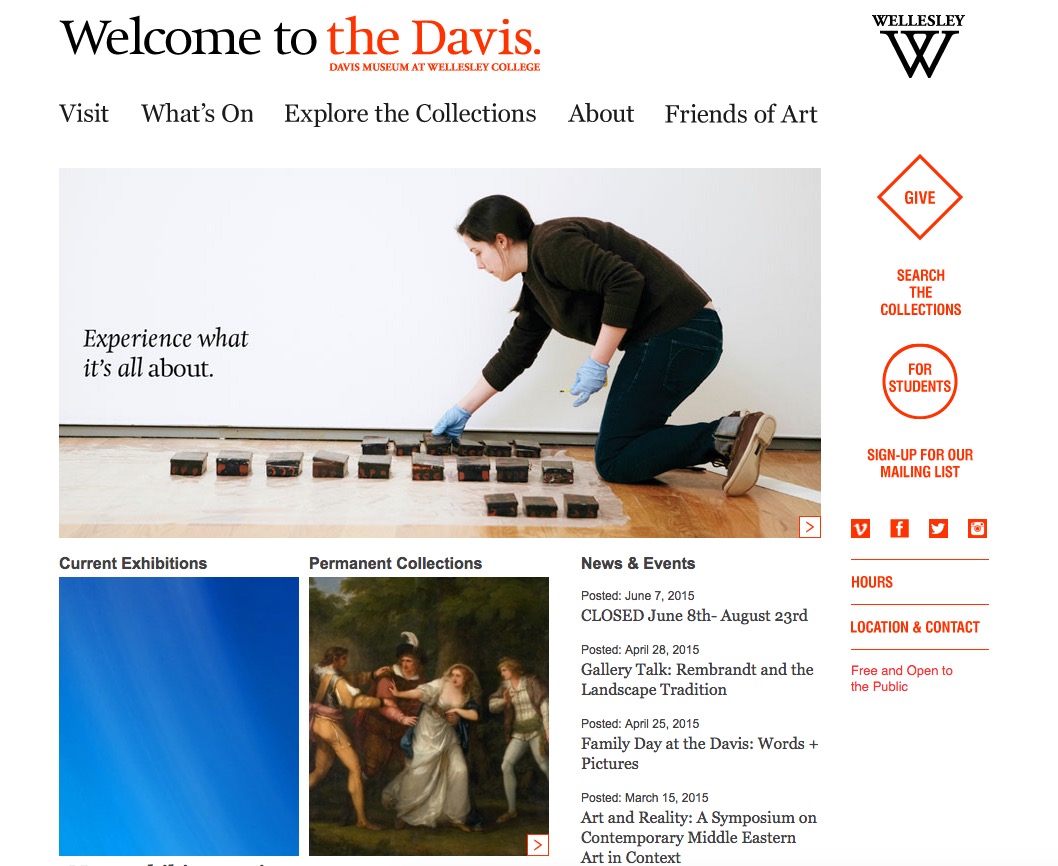 Welcome to the Davis.
DAVIS MUSEUM AT WELLESLEY COLLEGE
WELLESLEY
W
Visit
What's On
Explore the Collections
About
Friends of Art
Experience what
it's all about.
GIVE
SEARCH
THE
COLLECTIONS
FOR
STUDENTS
SIGN-UP FOR OUR
MAILING LIST
HOURS
LOCATION & CONTACT
Free and Open to
the Public
Current Exhibitions
Permanent Collections
News & Events
Posted: June 7, 2015
CLOSED June 8th- August 23rd
Posted: April 28, 2015
Gallery Talk: Rembrandt and the
Landscape Tradition
Posted: April 25, 2015
Family Day at the Davis: Words +
Pictures
Posted: March 15, 2015
Art and Reality: A Symposium on
Contemporary Middle Eastern
Art in Context